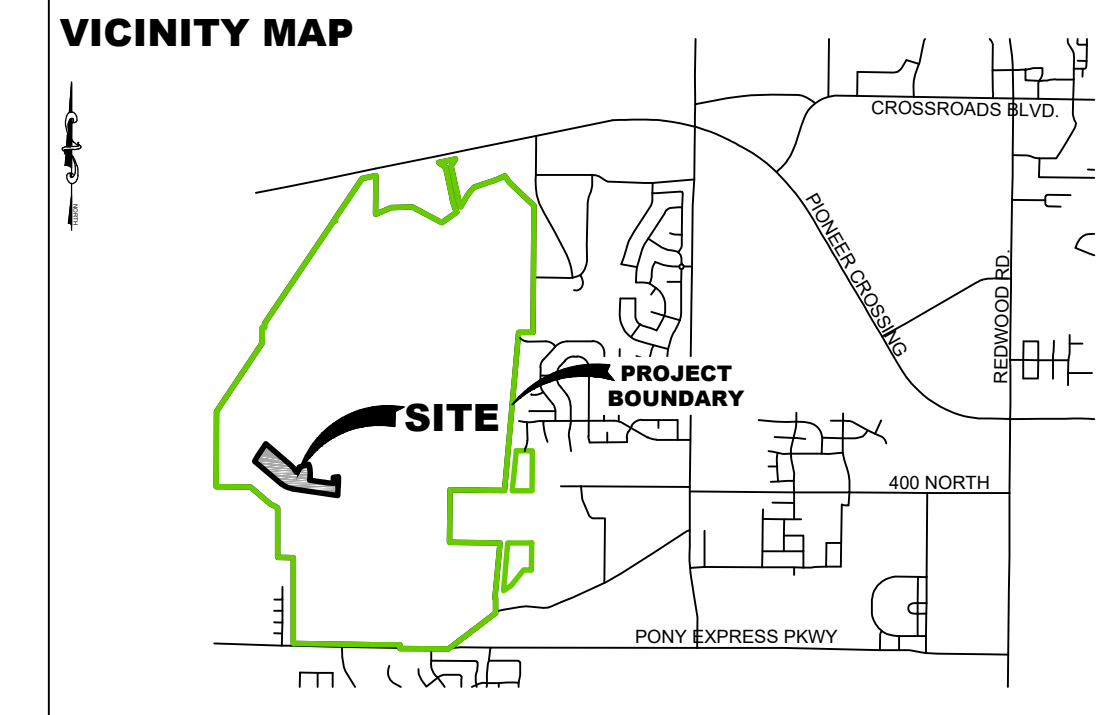 VICINITY MAP
NORTH
CROSSROADS BLVD.
PIONEER CROSSING
REDWOOD RD.
PROJECT
BOUNDARY
SITE
400 NORTH
PONY EXPRESS PKWY